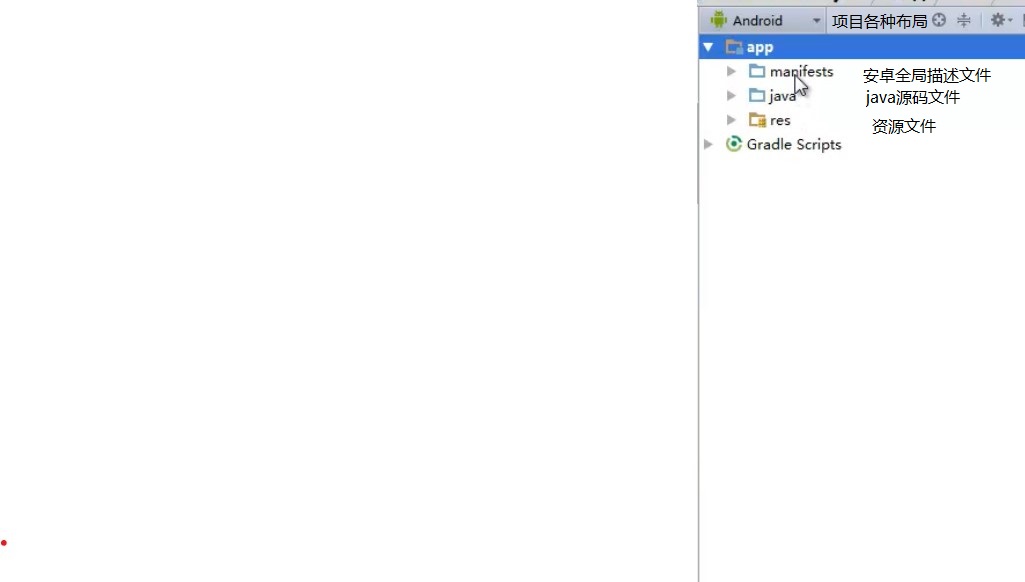 Android 项目各种布局
app
manifests 安卓全局描述文件
java java源码文件
res 资源文件
Gradle Scripts